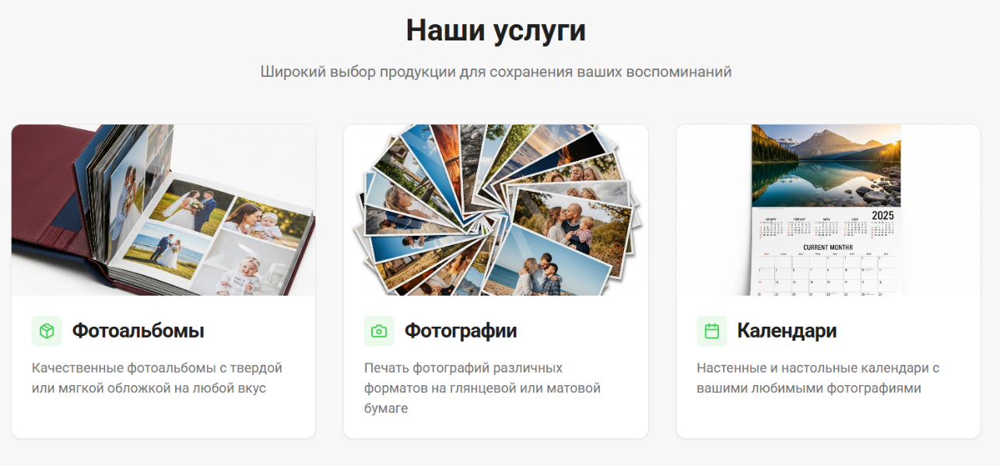 Наши услуги
Широкий выбор продукции для сохранения ваших воспоминаний
2025
CURRENT MONTHR
Фотоальбомы
Качественные фотоальбомы с твердой
или мягкой обложкой на любой вкус
Фотографии
Печать фотографий различных
форматов на глянцевой или матовой
бумаге
Календари
Настенные и настольные календари с
вашими любимыми фотографиями